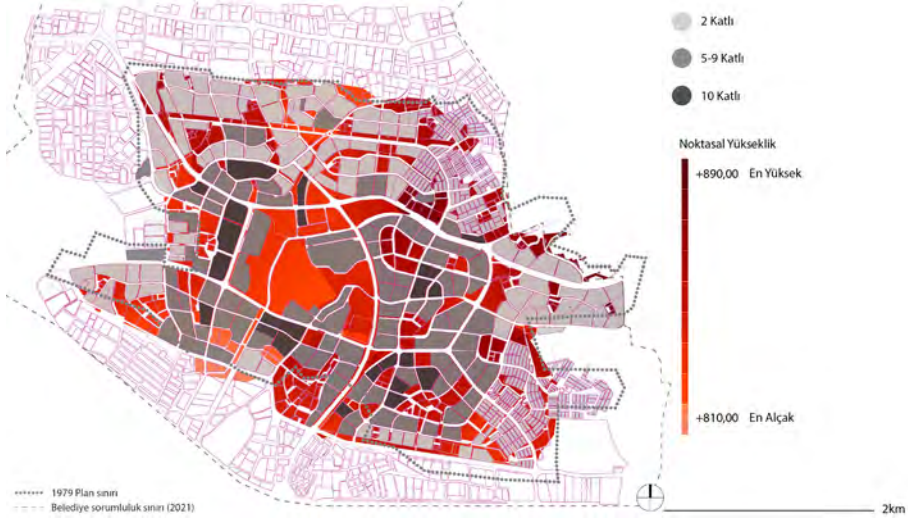 2 Katlı
5-9 Katlı
10 Katlı
Noktasal Yükseklik
+890,00 En Yüksek
+810,00 En Alçak
1979 Plan sınırı
Belediye sorumluluk sınırı (2021)
2km